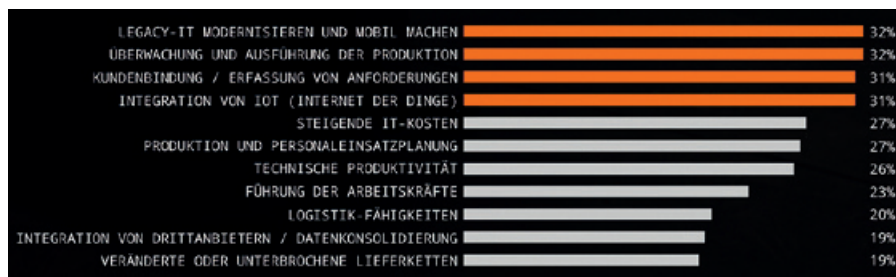 LEGACY-IT MODERNISIEREN UND MOBIL MACHEN 32%
ÜBERWACHUNG UND AUSFÜHRUNG DER PRODUKTION 32%
KUNDENBINDUNG / ERFASSUNG VON ANFORDERUNGEN 31%
INTEGRATION VON IOT (INTERNET DER DINGE) 31%
STEIGENDE IT-KOSTEN 27%
PRODUKTION UND PERSONALEINSATZPLANUNG 27%
TECHNISCHE PRODUKTIVITÄT 26%
FÜHRUNG DER ARBEITSKRÄFTE 23%
LOGISTIK-FÄHIGKEITEN 20%
INTEGRATION VON DRITTANBIETERN / DATENKONSOLIDIERUNG 19%
VERÄNDERTE ODER UNTERBROCHENE LIEFERKETTEN 19%